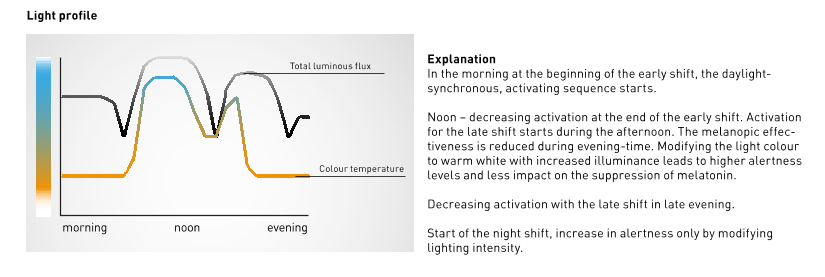 Light profile
Total luminous flux
Colour temperature
morning noon evening
Explanation
In the morning at the beginning of the early shift, the daylight-
synchronous, activating sequence starts.
Noon – decreasing activation at the end of the early shift. Activation
for the late shift starts during the afternoon. The melanopic effec-
tiveness is reduced during evening-time. Modifying the light colour
to warm white with increased illuminance leads to higher alertness
levels and less impact on the suppression of melatonin.
Decreasing activation with the late shift in late evening.
Start of the night shift, increase in alertness only by modifying
lighting intensity.